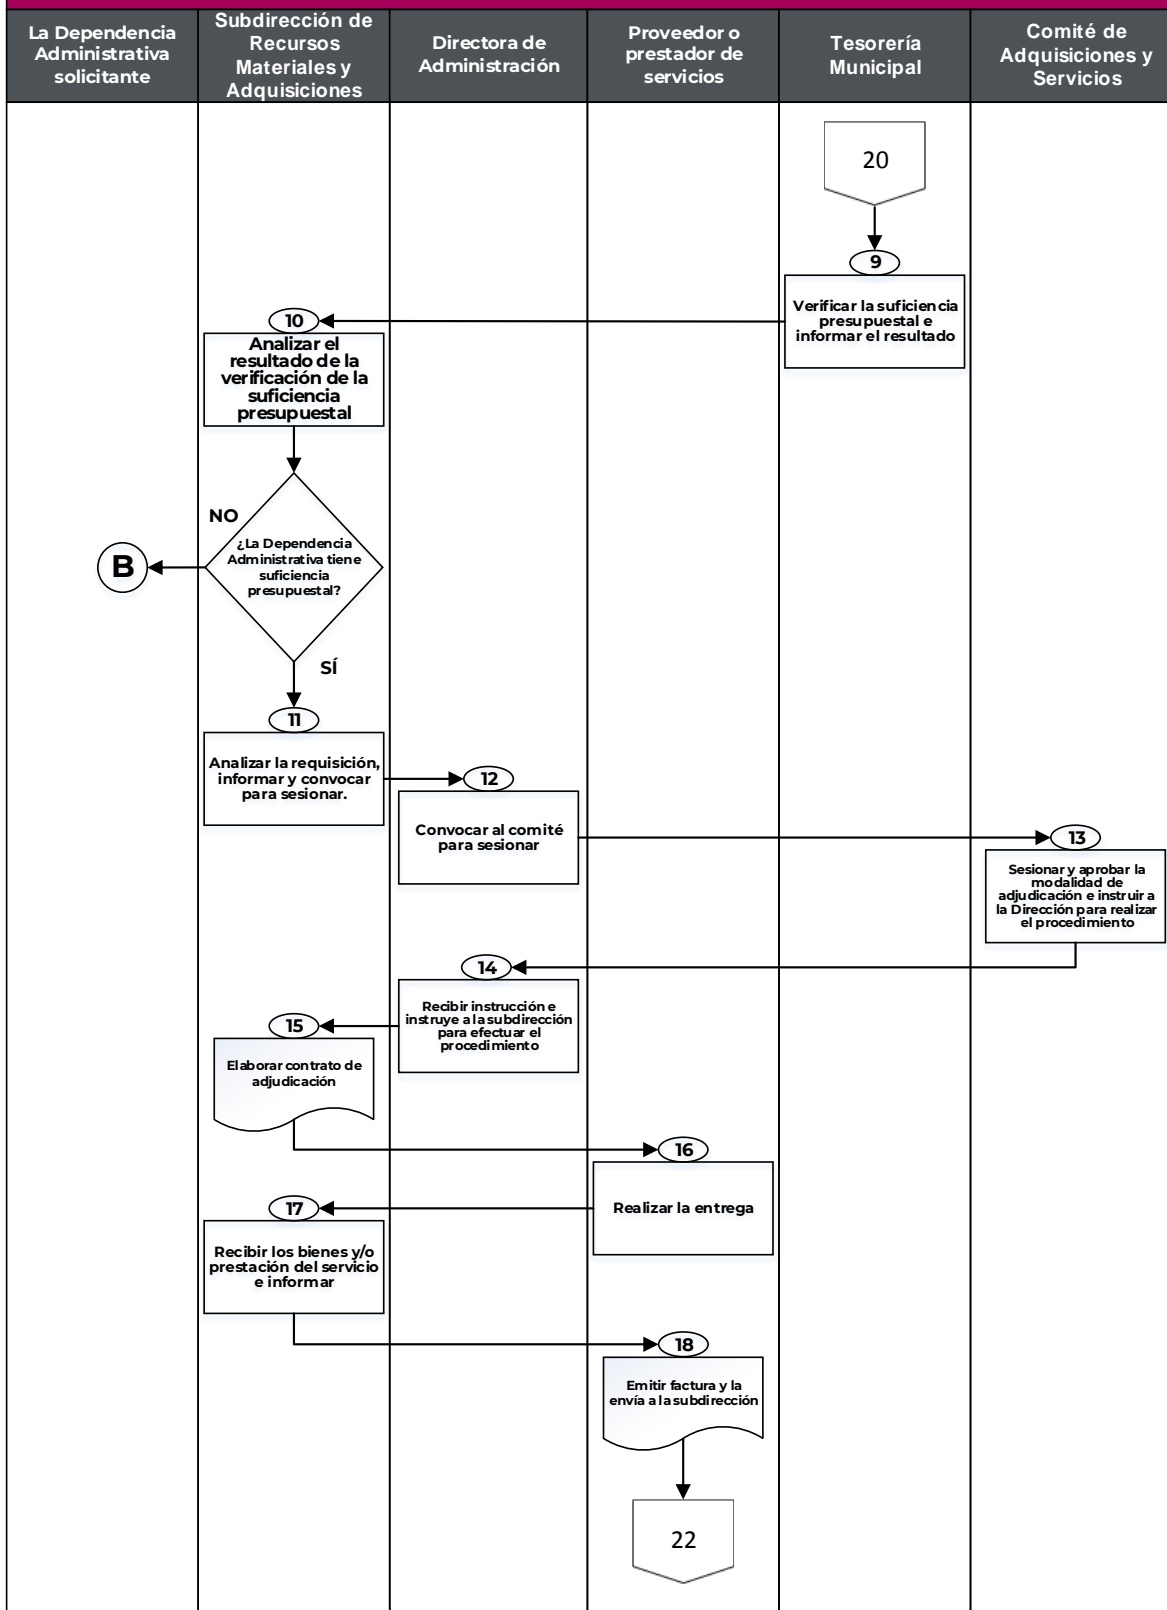 La Dependencia
Administrativa
solicitante
Subdirección de
Recursos
Materiales y
Adquisiciones
Directora de
Administración
Proveedor o
prestador de
servicios
Tesorería
Municipal
Comité de
Adquisiciones y
Servicios
20
9
Verificar la suficiencia
presupuestal e
informar el resultado
10
Analizar el
resultado de la
verificación de la
suficiencia
presupuestal
NO
¿La Dependencia
Administrativa tiene
suficiencia
presupuestal?
B
SÍ
11
Analizar la requisición,
informar y convocar
para sesionar.
12
Convocar al comité
para sesionar
13
Sesionar y aprobar la
modalidad de
adjudicación e instruir a
la Dirección para realizar
el procedimiento
14
Recibir instrucción e
instruye a la subdirección
para efectuar el
procedimiento
15
Elaborar contrato de
adjudicación
16
Realizar la entrega
17
Recibir los bienes y/o
prestación del servicio
e informar
18
Emitir factura y la
envía a la subdirección
22